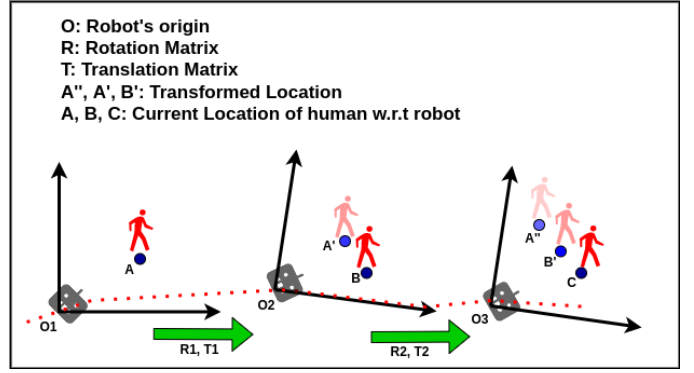 O: Robot's origin
R: Rotation Matrix
T: Translation Matrix
A'', A', B': Transformed Location
A, B, C: Current Location of human w.r.t robot
A
O1
R1, T1
A'
B
O2
R2, T2
A''
B'
C
O3